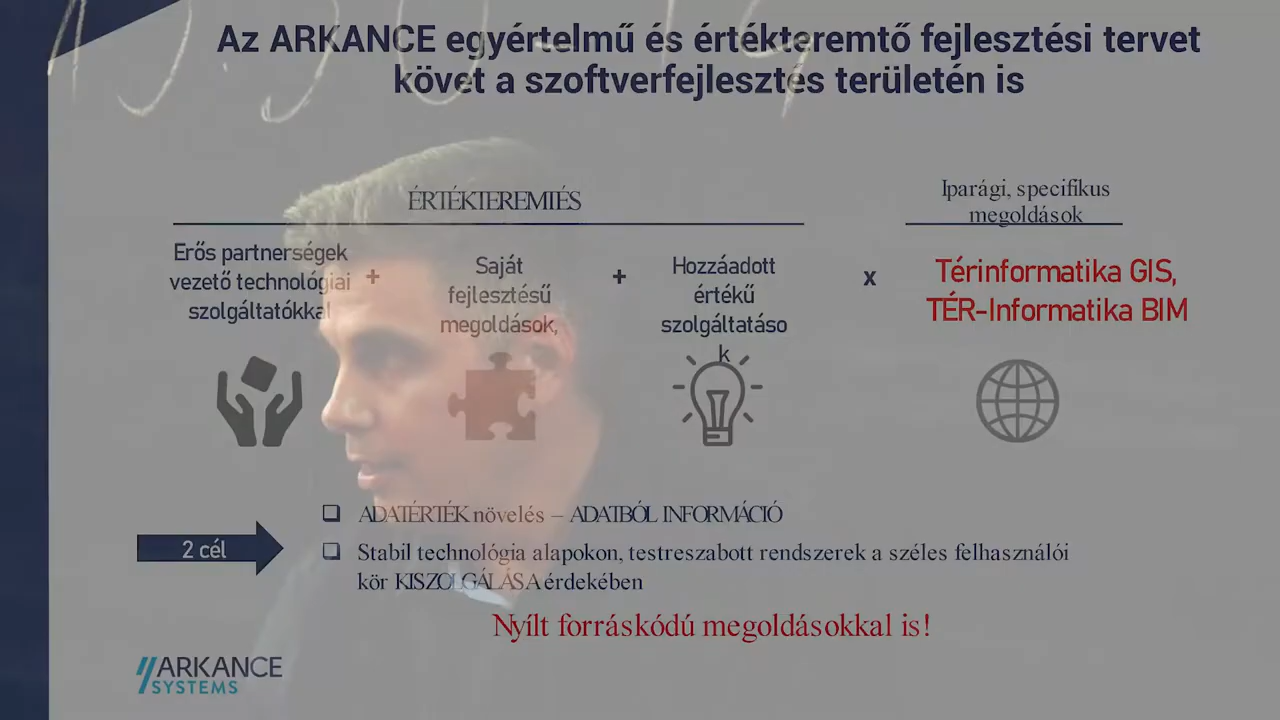 Az ARKANCE egyértelmű és értékteremtő fejlesztési tervet
követ a szoftverfejlesztés területén is
ÉRTÉKTEREMTÉS
Iparági, specifikus
megoldások
Erős partnerségek
vezető technológiai
szolgáltatókkal
+
Saját
fejlesztésű
megoldások,
+
Hozzáadott
értékű
szolgáltatáso
k
x
Térinformatika GIS,
TÉR-Informatika BIM
2 cél
❑ ADATÉRTÉK növelés – ADATBÓL INFORMÁCIÓ
❑ Stabil technológia alapokon, testreszabott rendszerek a széles felhasználói
kör KISZOLGÁLÁSA érdekében
Nyílt forráskódú megoldásokkal is!
ARKANCE
SYSTEMS